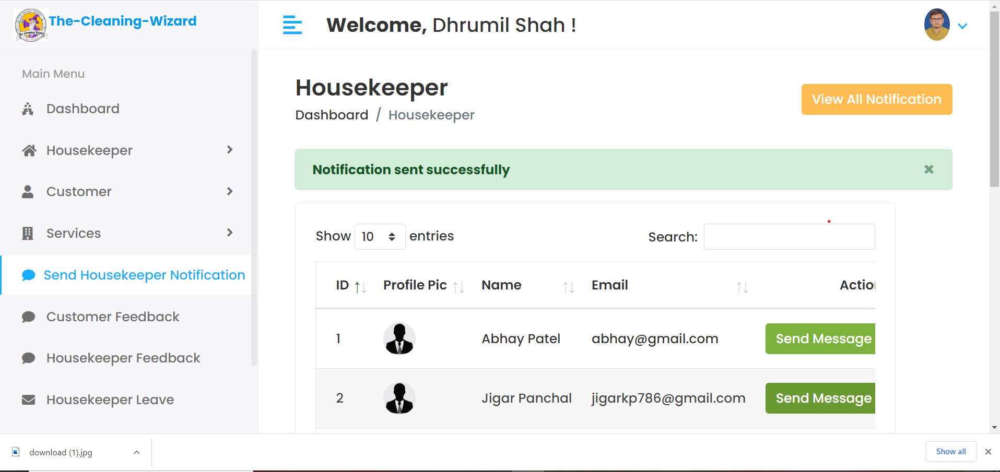 The-Cleaning-Wizard
Welcome, Dhrumil Shah !
Main Menu
Dashboard
Housekeeper
Customer
Services
Send Housekeeper Notification
Customer Feedback
Housekeeper Feedback
Housekeeper Leave
Housekeeper
Dashboard / Housekeeper
View All Notification
Notification sent successfully
Show 10 entries
Search:
ID Profile Pic Name Email
1 Abhay Patel abhay@gmail.com Send Message
2 Jigar Panchal jigarkp786@gmail.com Send Message
download (1).jpg
Show all